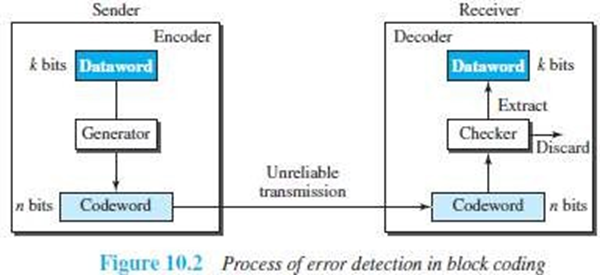 Sender
Receiver
Encoder
Decoder
k bits Dataword
Dataword k bits
Extract
Generator
Checker
Discard
Unreliable
transmission
n bits Codeword
Codeword n bits
Figure 10.2 Process of error detection in block coding